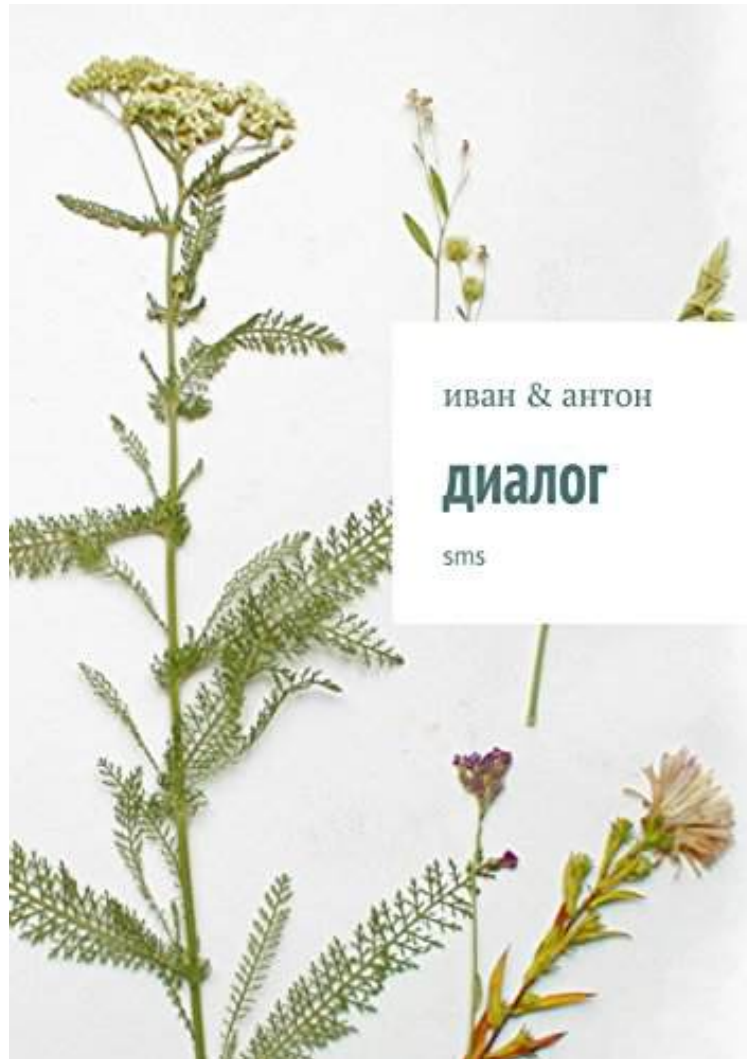 иван & антон
диалог
sms